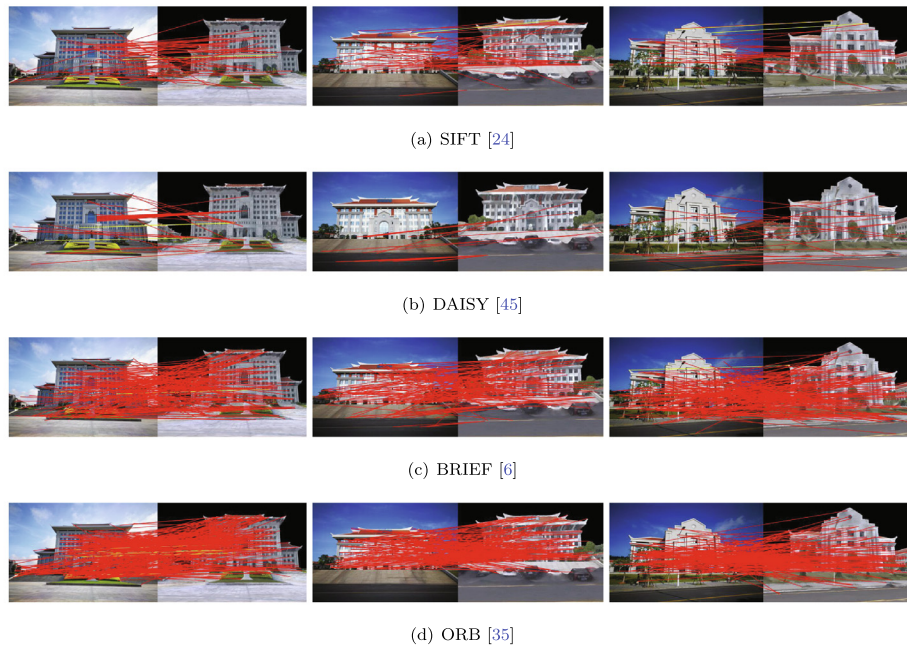 (a) SIFT [24]
(b) DAISY [45]
(c) BRIEF [6]
(d) ORB [35]